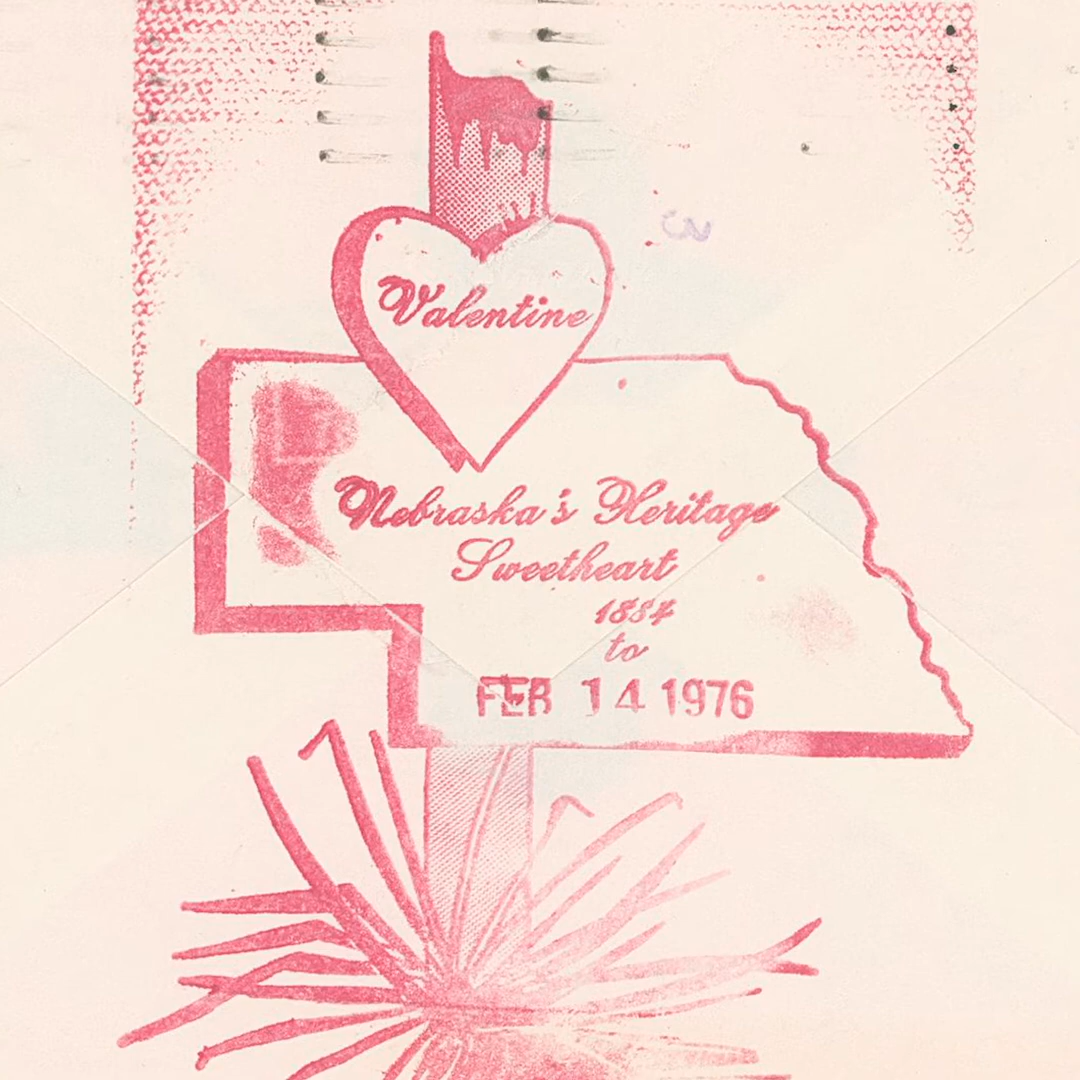 Valentine
Nebraska's Heritage
Sweetheart
1884
to
FEB 14 1976